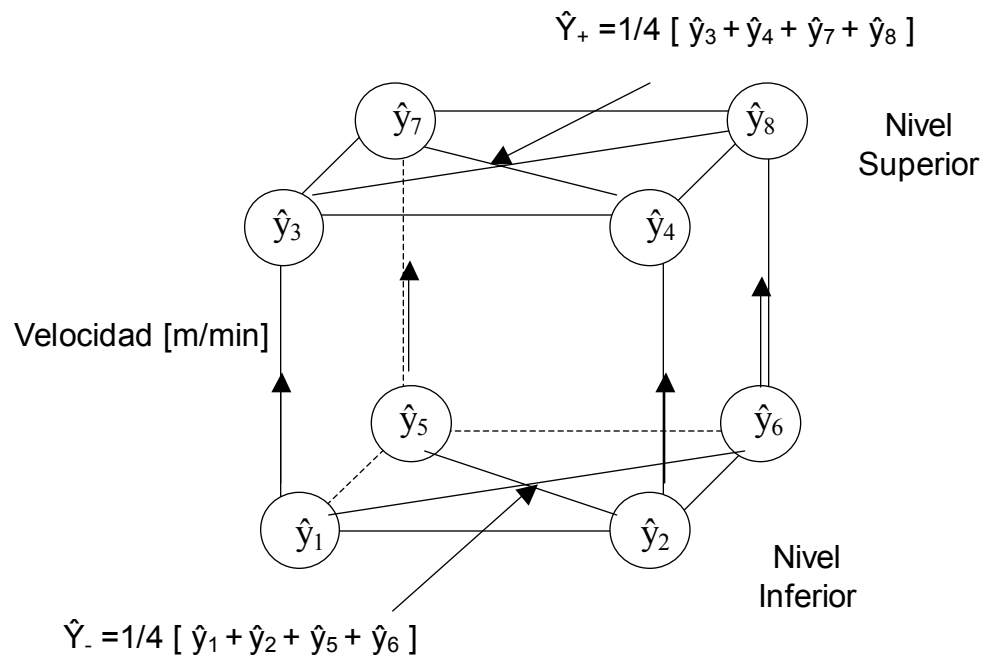 Ŷ₊ =1/4 [ ŷ₃ + ŷ₄ + ŷ₇ + ŷ₈ ]
ŷ₇
ŷ₈
Nivel
Superior
ŷ₃
ŷ₄
Velocidad [m/min]
ŷ₅
ŷ₆
ŷ₁
ŷ₂
Nivel
Inferior
Ŷ₋ =1/4 [ ŷ₁ + ŷ₂ + ŷ₅ + ŷ₆ ]